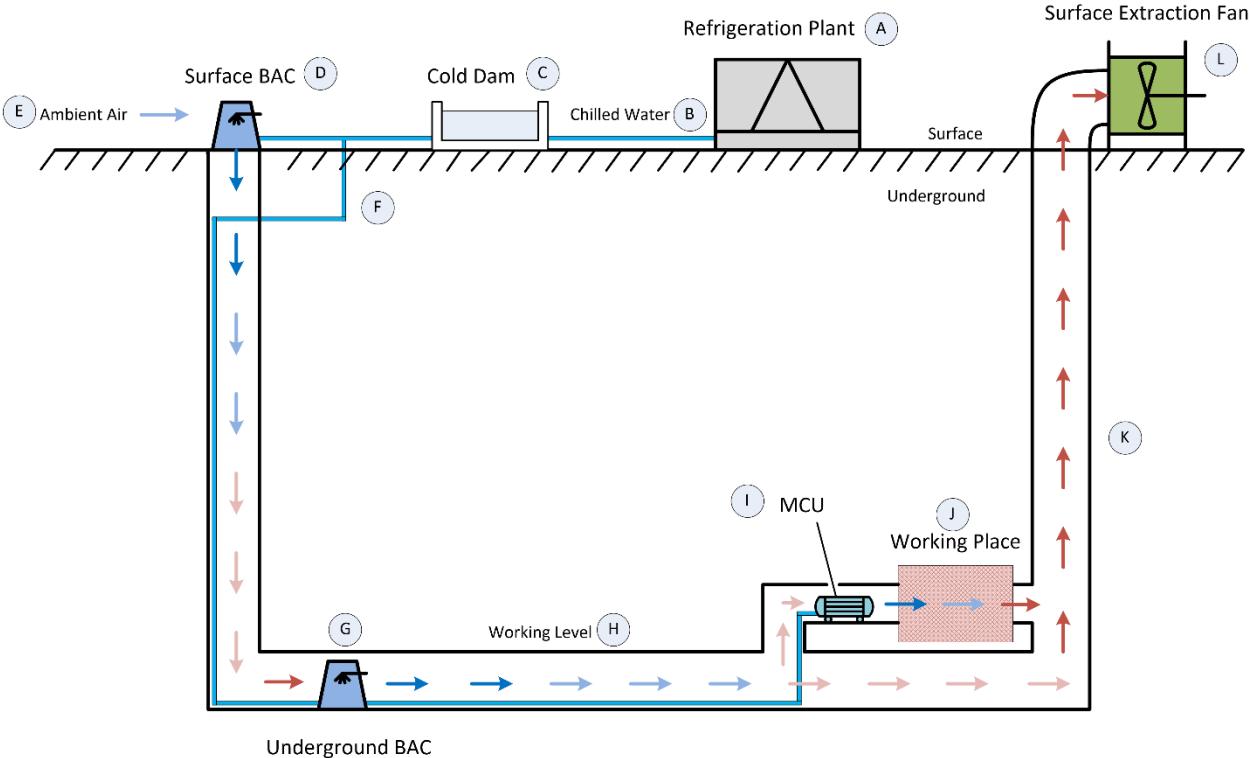 Surface Extraction Fan
Refrigeration Plant A
L
Surface BAC D
Cold Dam C
E Ambient Air
Chilled Water B
Surface
Underground
F
K
I MCU
J
Working Place
G
Working Level H
Underground BAC